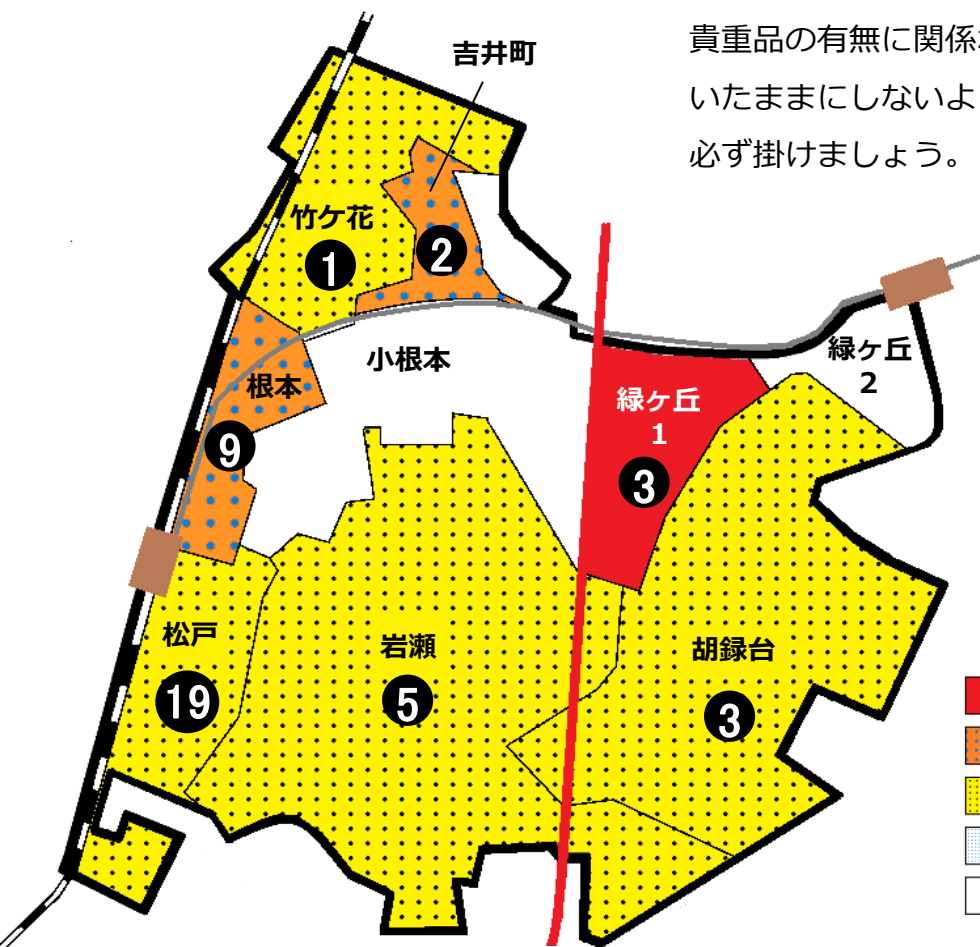 貴重品の有無に関係
いたままにしないよ
必ず掛けましょう。
吉井町
竹ケ花
1
2
小根本
緑ヶ丘
2
根本
緑ヶ丘
1
9
3
松戸
岩瀬
胡録台
19
5
3